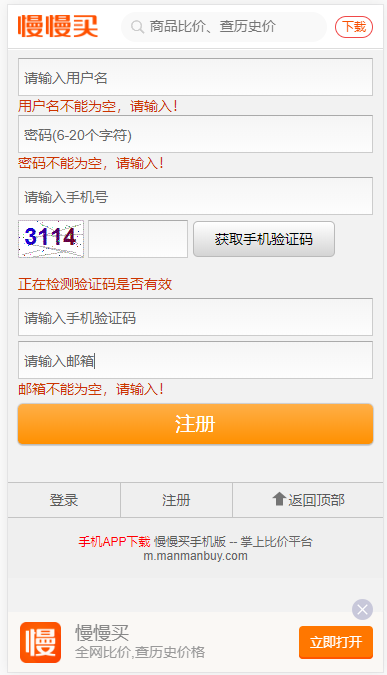 慢慢买
商品比价、查历史价
下载
请输入用户名
用户名不能为空，请输入！
密码(6-20个字符)
密码不能为空，请输入！
请输入手机号
3114
获取手机验证码
正在检测验证码是否有效
请输入手机验证码
请输入邮箱
邮箱不能为空，请输入！
注册
登录
注册
返回顶部
手机APP下载 慢慢买手机版 -- 掌上比价平台
m.manmanbuy.com
慢
慢慢买
全网比价,查历史价格
立即打开